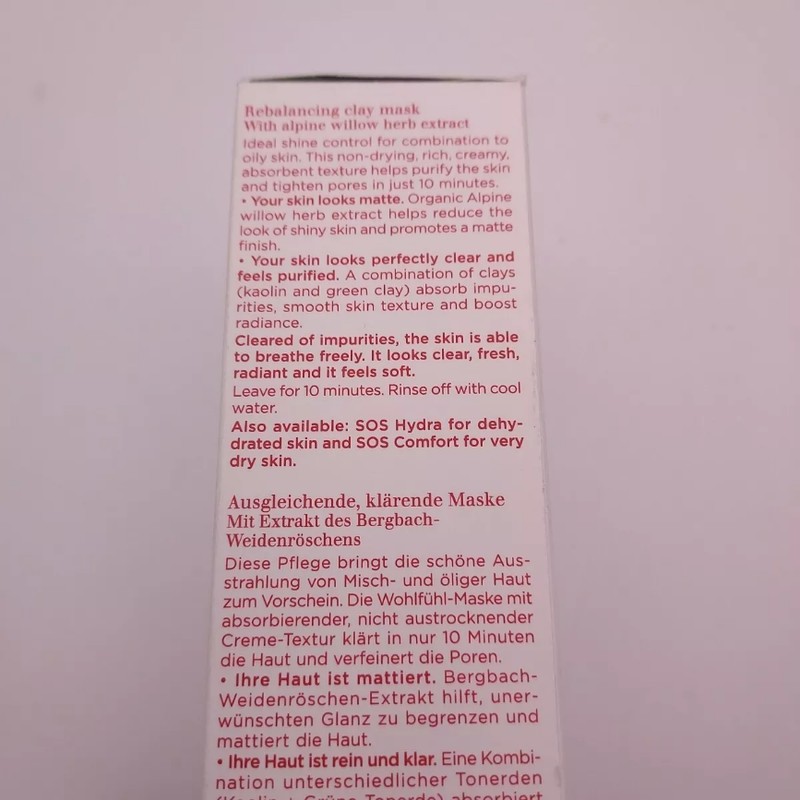 Rebalancing clay mask
With alpine willow herb extract
Ideal shine control for combination to
oily skin. This non-drying, rich, creamy,
absorbent texture helps purify the skin
and tighten pores in just 10 minutes.
• Your skin looks matte. Organic Alpine
willow herb extract helps reduce the
look of shiny skin and promotes a matte
finish.
• Your skin looks perfectly clear and
feels purified. A combination of clays
(kaolin and green clay) absorb impu-
rities, smooth skin texture and boost
radiance.
Cleared of impurities, the skin is able
to breathe freely. It looks clear, fresh,
radiant and it feels soft.
Leave for 10 minutes. Rinse off with cool
water.
Also available: SOS Hydra for dehy-
drated skin and SOS Comfort for very
dry skin.
Ausgleichende, klärende Maske
Mit Extrakt des Bergbach-
Weidenröschens
Diese Pflege bringt die schöne Aus-
strahlung von Misch- und öliger Haut
zum Vorschein. Die Wohlfühl-Maske mit
absorbierender, nicht austrocknender
Creme-Textur klärt in nur 10 Minuten
die Haut und verfeinert die Poren.
• Ihre Haut ist mattiert. Bergbach-
Weidenröschen-Extrakt hilft, uner-
wünschten Glanz zu begrenzen und
mattiert die Haut.
• Ihre Haut ist rein und klar. Eine Kombi-
nation unterschiedlicher Tonerden
(Kaolin + Grüne Tonerde) absorbiert